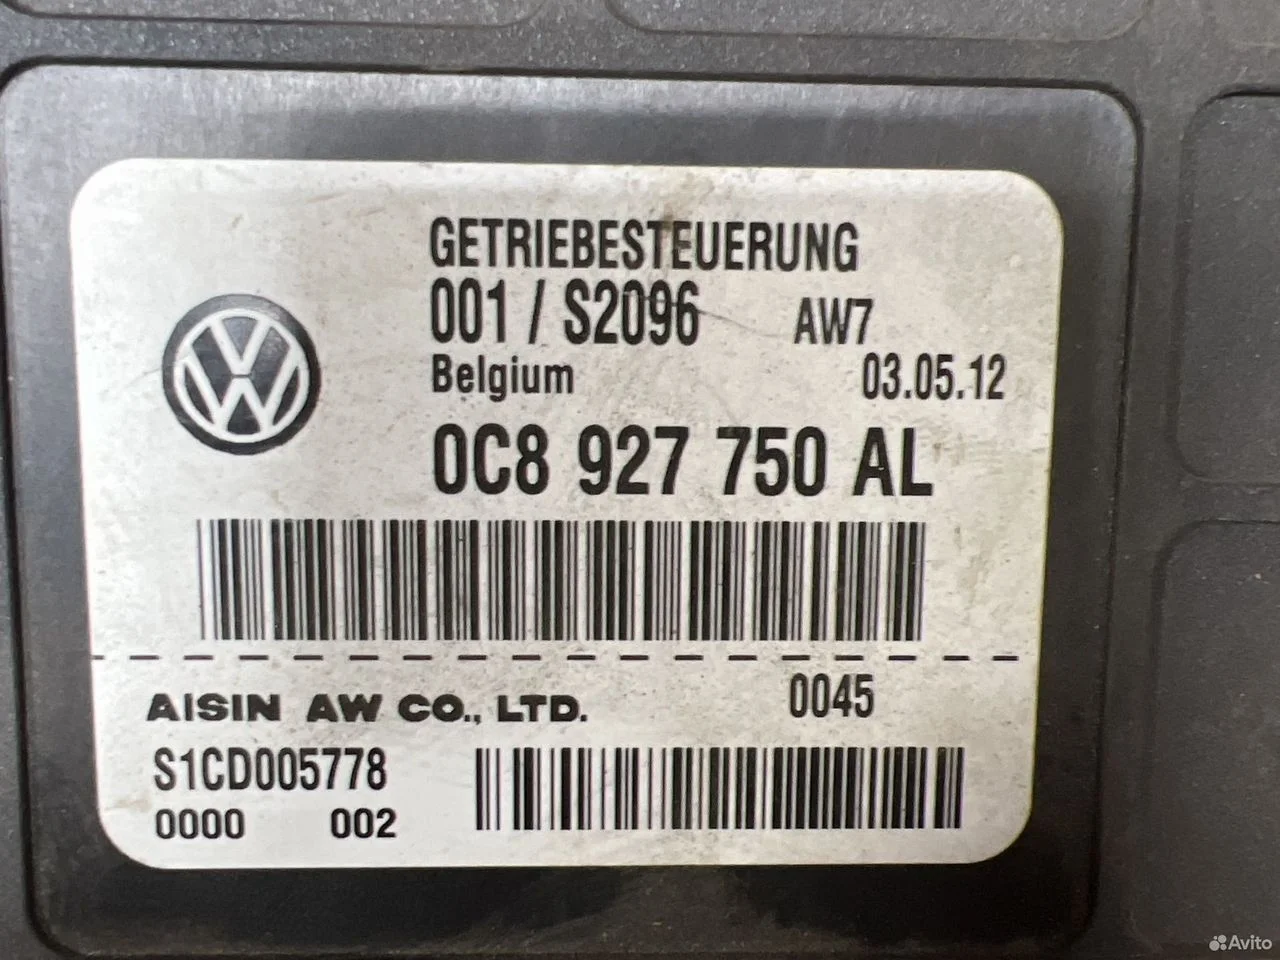 GETRIEBESTEUERUNG
001 / S2096 AW7
Belgium 03.05.12
0C8 927 750 AL
AISIN AW CO., LTD. 0045
S1CD005778
0000 002
Avito